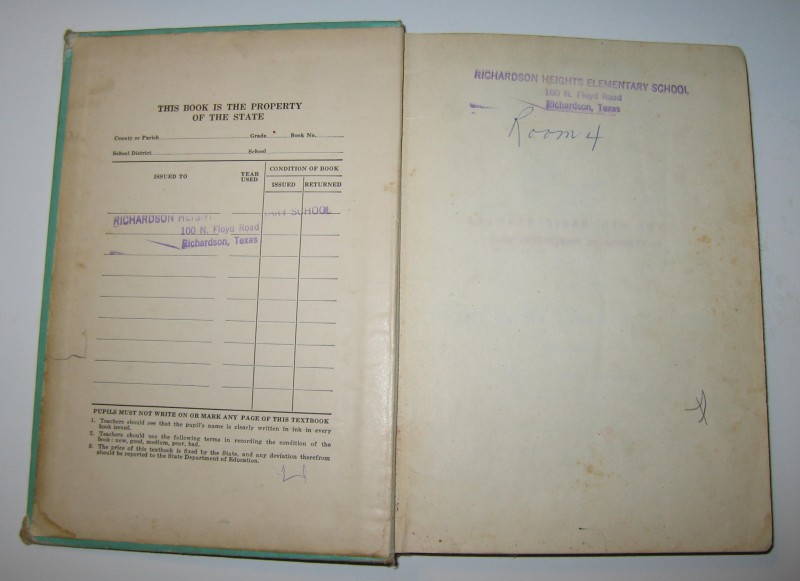 THIS BOOK IS THE PROPERTY
OF THE STATE
County or Parish Grade Book No.
School District School
ISSUED TO
YEAR
USED
CONDITION OF BOOK
ISSUED RETURNED
RICHARDSON HEIGHT ARY SCHOOL
100 N. Floyd Road
Richardson, Texas
PUPILS MUST NOT WRITE ON OR MARK ANY PAGE OF THIS TEXTBOOK
1. Teachers should see that the pupil's name is clearly written in ink in every
book issued.
2. Teachers should use the following terms in recording the condition of the
book: new, good, medium, poor, bad.
3. The price of this textbook is fixed by the State, and any deviation therefrom
should be reported to the State Department of Education.
RICHARDSON HEIGHTS ELEMENTARY SCHOOL
100 N. Floyd Road
Richardson, Texas
Room 4